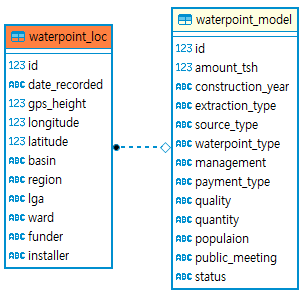 waterpoint_loc
123 id
ABC date_recorded
123 gps_height
123 longitude
123 latitude
ABC basin
ABC region
ABC lga
ABC ward
ABC funder
ABC installer
waterpoint_model
123 id
123 amount_tsh
ABC construction_year
ABC extraction_type
ABC source_type
ABC waterpoint_type
ABC management
ABC payment_type
ABC quality
ABC quantity
ABC populaion
ABC public_meeting
ABC status